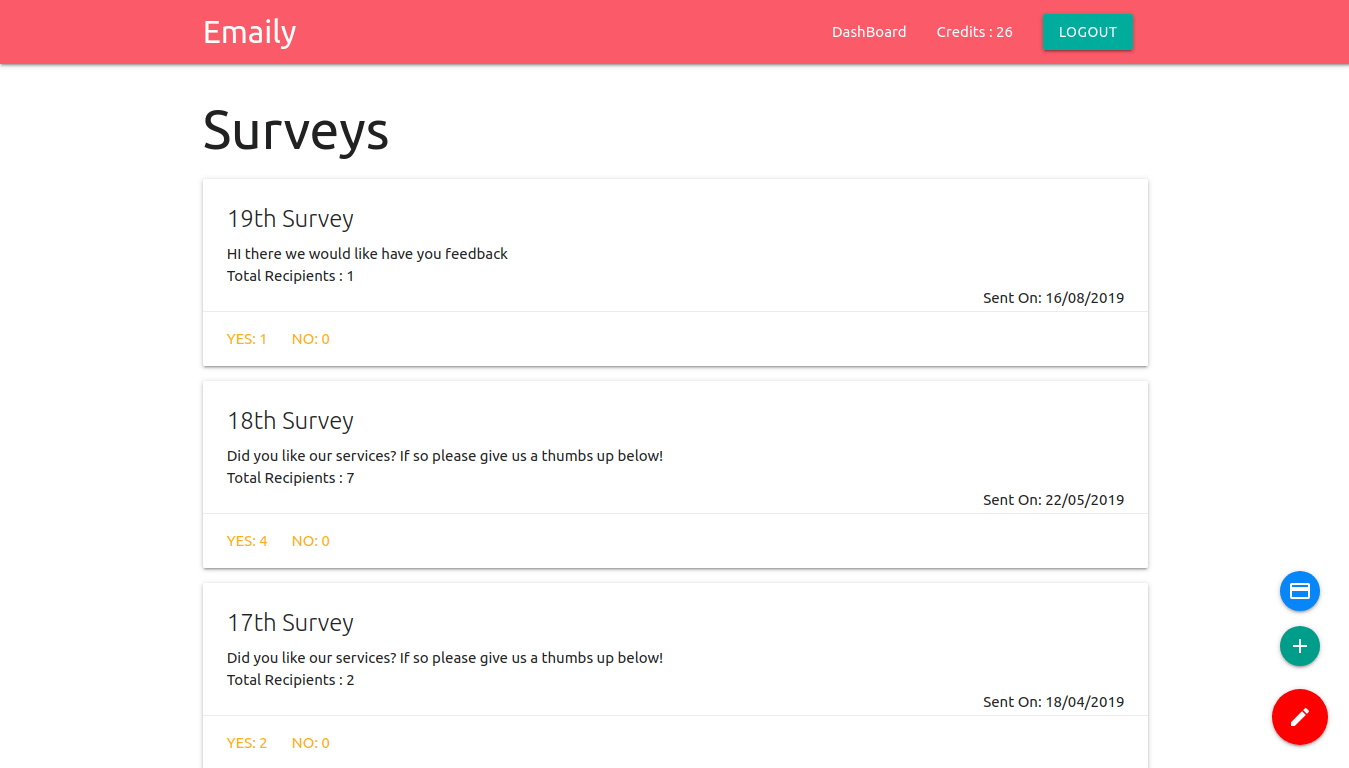 Emaily
DashBoard
Credits : 26
LOGOUT
Surveys
19th Survey
HI there we would like have you feedback
Total Recipients : 1
Sent On: 16/08/2019
YES: 1 NO: 0
18th Survey
Did you like our services? If so please give us a thumbs up below!
Total Recipients : 7
Sent On: 22/05/2019
YES: 4 NO: 0
17th Survey
Did you like our services? If so please give us a thumbs up below!
Total Recipients : 2
Sent On: 18/04/2019
YES: 2 NO: 0